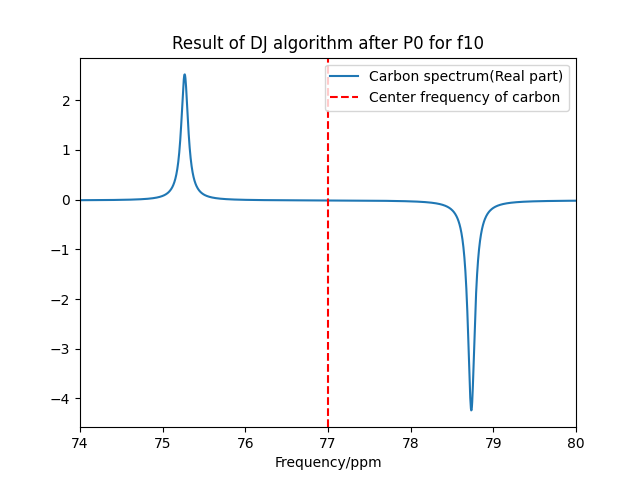 Result of DJ algorithm after P0 for f10
Carbon spectrum(Real part)
Center frequency of carbon
2
1
0
−1
−2
−3
−4
74 75 76 77 78 79 80
Frequency/ppm